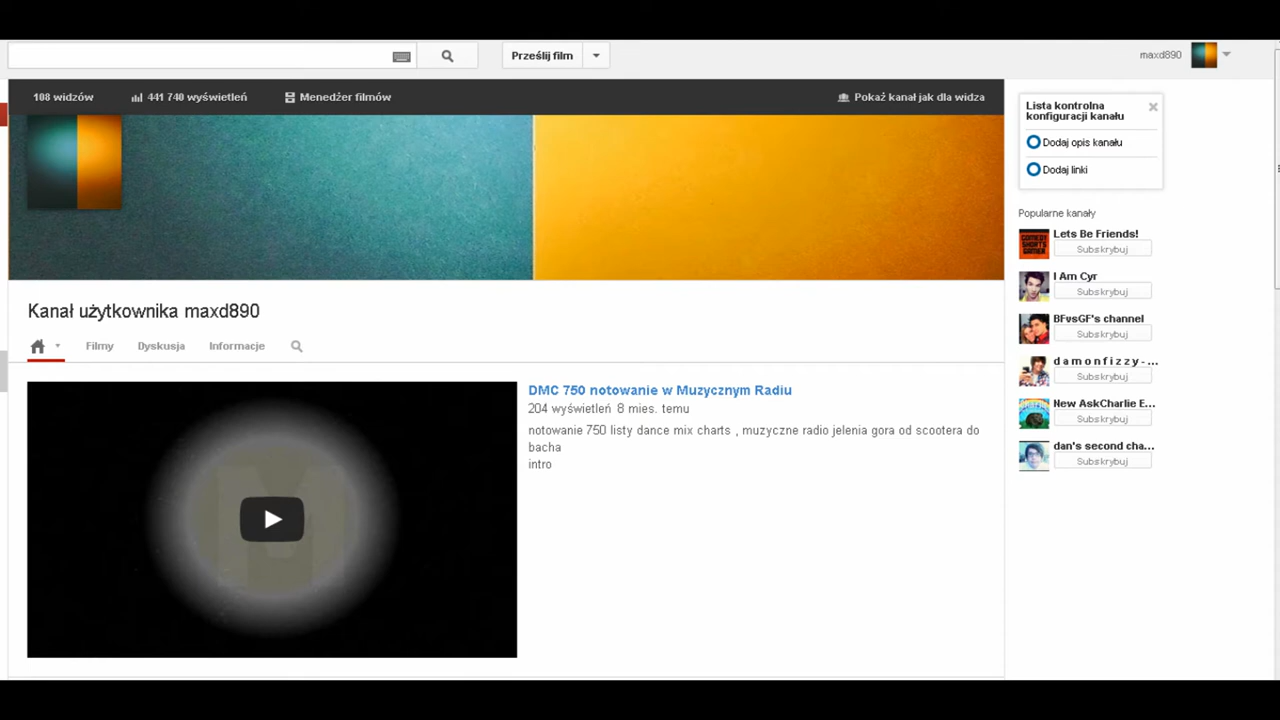 Prześlij film
maxd890
108 widzów
441 740 wyświetleń
Menedżer filmów
Pokaż kanał jak dla widza
Kanał użytkownika maxd890
Filmy
Dyskusja
Informacje
DMC 750 notowanie w Muzycznym Radiu
204 wyświetleń 8 mies. temu
notowanie 750 listy dance mix charts , muzyczne radio jelenia gora od scootera do
bacha
intro
Lista kontrolna
konfiguracji kanału
Dodaj opis kanału
Dodaj linki
Popularne kanały
Lets Be Friends!
Subskrybuj
I Am Cyr
Subskrybuj
BFvsGF's channel
Subskrybuj
d a m o n f i z z y - ...
Subskrybuj
New AskCharlie E...
Subskrybuj
dan's second cha...
Subskrybuj